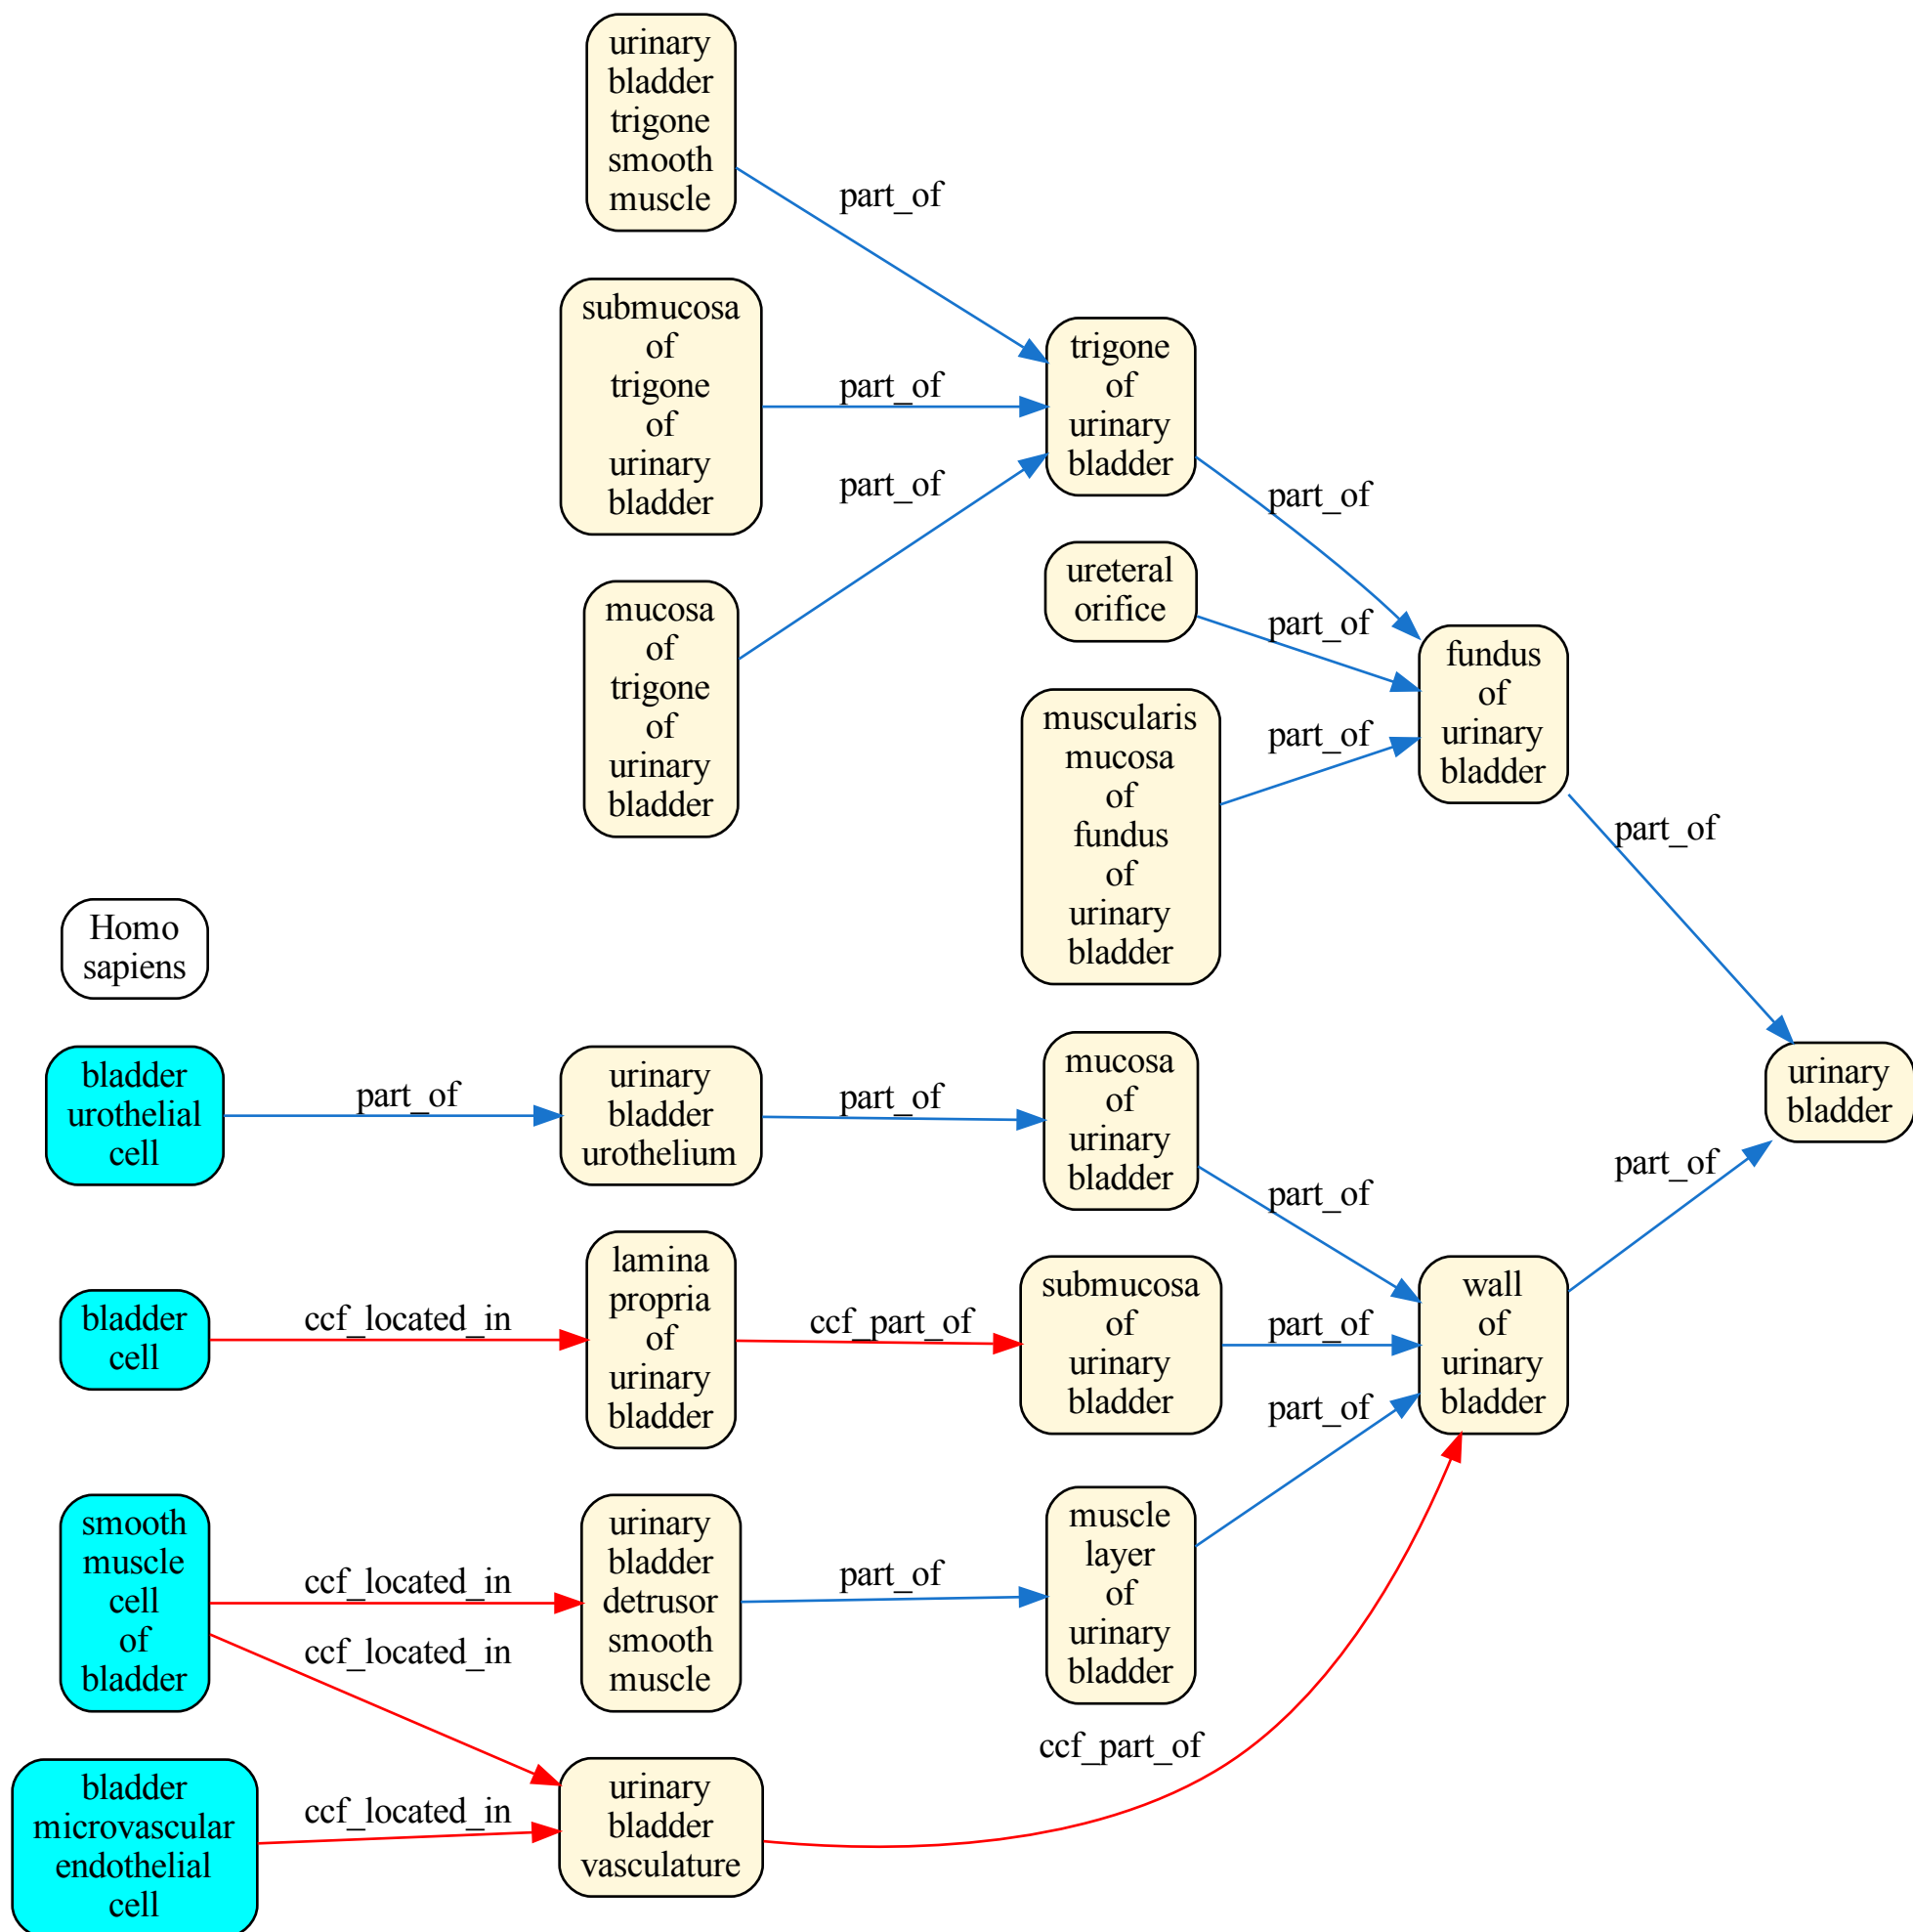 urinary
bladder
trigone
smooth
muscle
part_of
submucosa
of
trigone
of
urinary
bladder
part_of
trigone
of
urinary
bladder
mucosa
of
trigone
of
urinary
bladder
part_of
part_of
ureteral
orifice
part_of
muscularis
mucosa
of
fundus
of
urinary
bladder
part_of
fundus
of
urinary
bladder
part_of
Homo
sapiens
bladder
urothelial
cell
part_of
urinary
bladder
urothelium
part_of
mucosa
of
urinary
bladder
part_of
urinary
bladder
part_of
bladder
cell
ccf_located_in
lamina
propria
of
urinary
bladder
ccf_part_of
submucosa
of
urinary
bladder
part_of
wall
of
urinary
bladder
part_of
smooth
muscle
cell
of
bladder
ccf_located_in
ccf_located_in
urinary
bladder
detrusor
smooth
muscle
part_of
muscle
layer
of
urinary
bladder
bladder
microvascular
endothelial
cell
ccf_located_in
urinary
bladder
vasculature
ccf_part_of